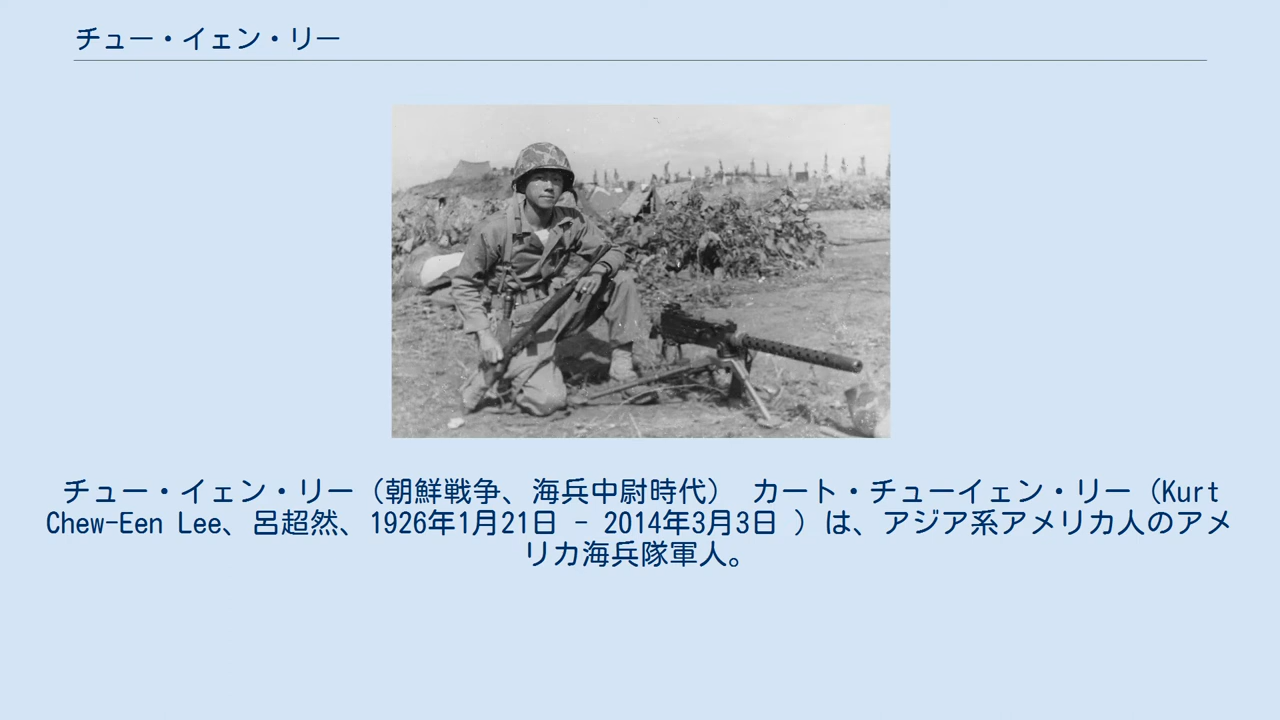 チュー・イェン・リー
チュー・イェン・リー（朝鮮戦争、海兵中尉時代） カート・チューイェン・リー（Kurt
Chew-Een Lee、呂超然、1926年1月21日 - 2014年3月3日 ）は、アジア系アメリカ人のアメ
リカ海兵隊軍人。